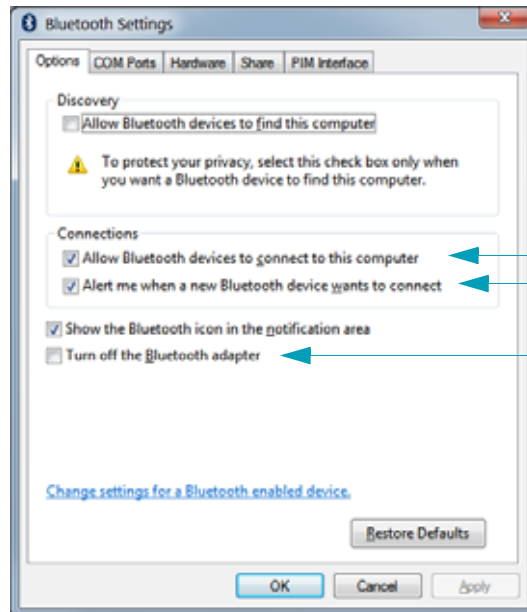 Bluetooth Settings
Options COM Ports Hardware Share PIM Interface
Discovery
Allow Bluetooth devices to find this computer
To protect your privacy, select this check box only when
you want a Bluetooth device to find this computer.
Connections
Allow Bluetooth devices to connect to this computer
Alert me when a new Bluetooth device wants to connect
Show the Bluetooth icon in the notification area
Turn off the Bluetooth adapter
Change settings for a Bluetooth enabled device.
Restore Defaults
OK Cancel Apply